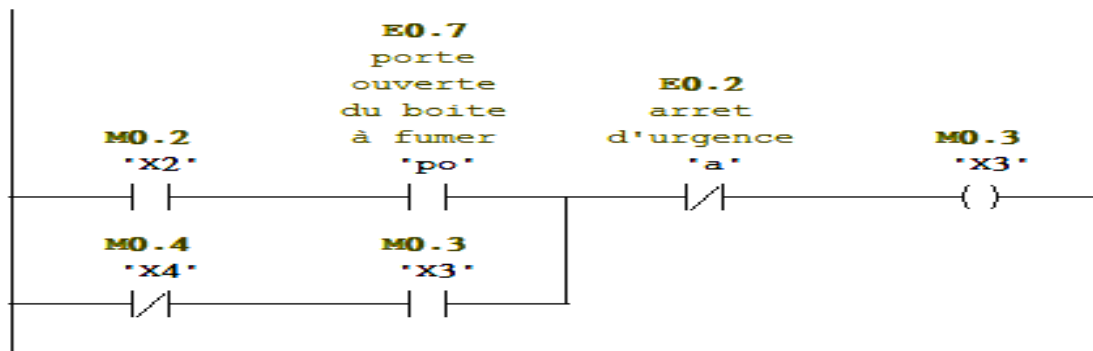 E0.7
porte
ouverte
du boite
à fumer
"po"
E0.2
arret
d'urgence
"a"
M0.2
"X2"
M0.3
"X3"
M0.4
"X4"
M0.3
"X3"